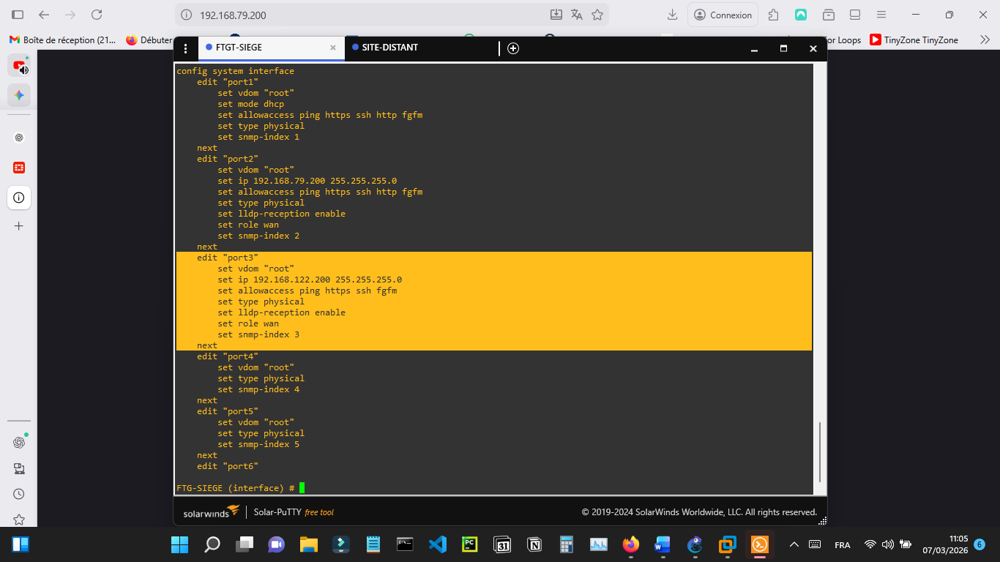 192.168.79.200
Connexion
Boîte de réception (21...
Débuter
or Loops
TinyZone TinyZone
FTGT-SIEGE
SITE-DISTANT
config system interface
    edit "port1"
        set vdom "root"
        set mode dhcp
        set allowaccess ping https ssh http fgfm
        set type physical
        set snmp-index 1
    next
    edit "port2"
        set vdom "root"
        set ip 192.168.79.200 255.255.255.0
        set allowaccess ping https ssh http fgfm
        set type physical
        set lldp-reception enable
        set role wan
        set snmp-index 2
    next
    edit "port3"
        set vdom "root"
        set ip 192.168.122.200 255.255.255.0
        set allowaccess ping https ssh fgfm
        set type physical
        set lldp-reception enable
        set role wan
        set snmp-index 3
    next
    edit "port4"
        set vdom "root"
        set type physical
        set snmp-index 4
    next
    edit "port5"
        set vdom "root"
        set type physical
        set snmp-index 5
    next
    edit "port6"
FTG-SIEGE (interface) #
solarwinds
Solar-PuTTY free tool
© 2019-2024 SolarWinds Worldwide, LLC. All rights reserved.
PC
31
FRA
11:05
07/03/2026
6